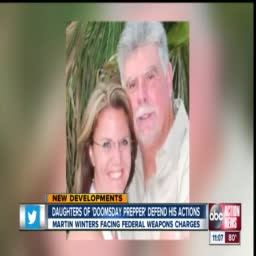 NEW DEVELOPMENTS
DAUGHTERS OF 'DOOMSDAY PREPPER' DEFEND HIS ACTIONS
MARTIN WINTERS FACING FEDERAL WEAPONS CHARGES
abc ACTION NEWS
11:07 80°